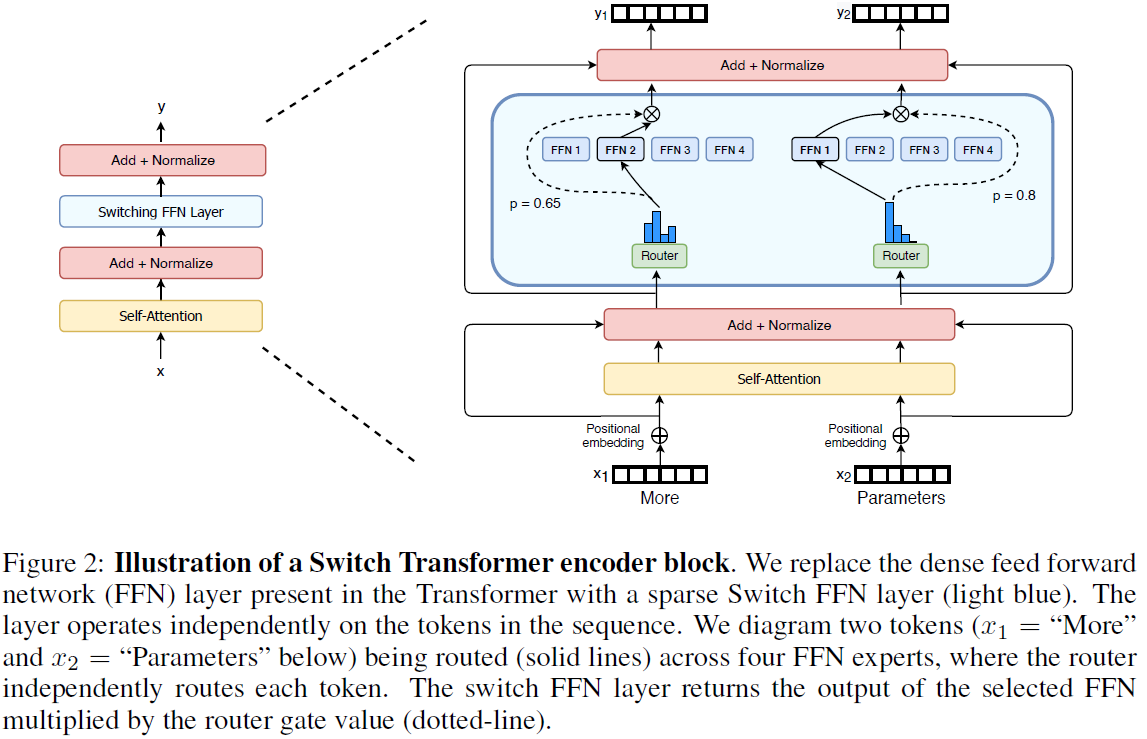 y
Add + Normalize
Switching FFN Layer
Add + Normalize
Self-Attention
x
y1 y2
Add + Normalize
FFN 1 FFN 2 FFN 3 FFN 4 FFN 1 FFN 2 FFN 3 FFN 4
p = 0.65 p = 0.8
Router Router
Add + Normalize
Self-Attention
Positional embedding Positional embedding
x1 x2
More Parameters
Figure 2: Illustration of a Switch Transformer encoder block. We replace the dense feed forward
network (FFN) layer present in the Transformer with a sparse Switch FFN layer (light blue). The
layer operates independently on the tokens in the sequence. We diagram two tokens (x1 = “More”
and x2 = “Parameters” below) being routed (solid lines) across four FFN experts, where the router
independently routes each token. The switch FFN layer returns the output of the selected FFN
multiplied by the router gate value (dotted-line).